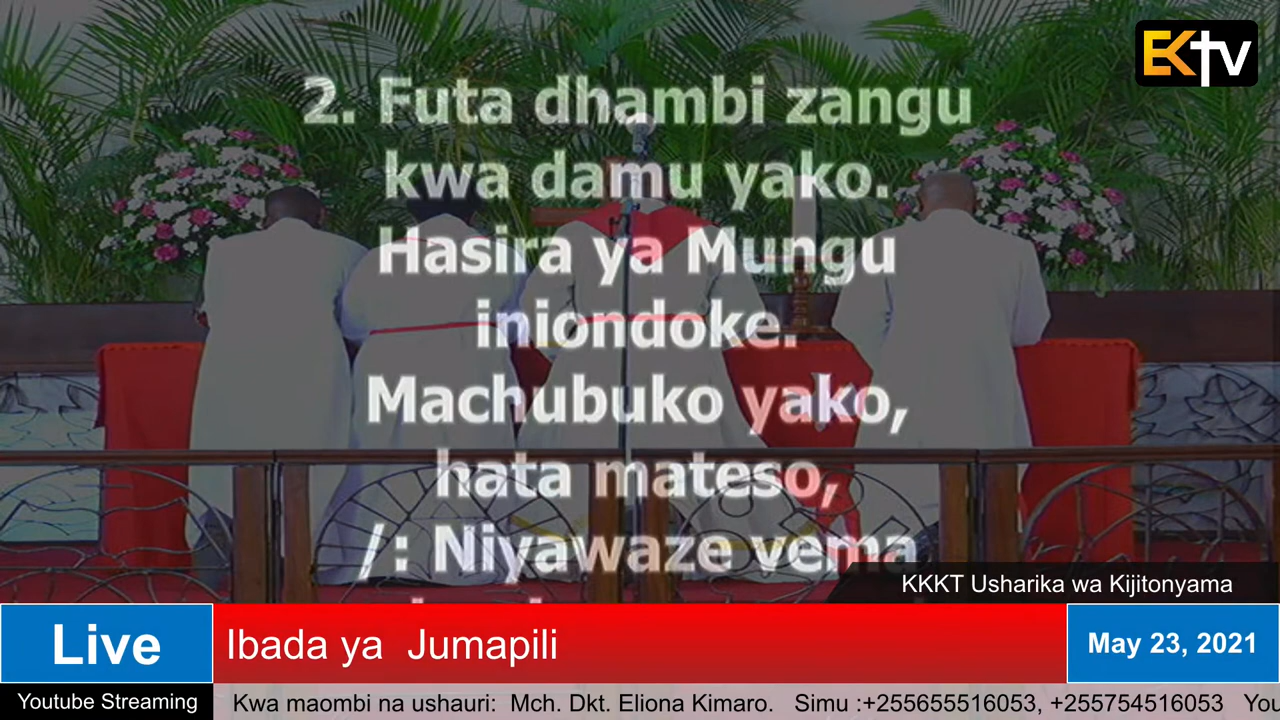 EKtv
2. Futa dhambi zangu
kwa damu yako.
Hasira ya Mungu
iniondoke.
Machubuko yako,
hata mateso,
/: Niyawaze vema
KKKT Usharika wa Kijitonyama
Live
Ibada ya Jumapili
May 23, 2021
Youtube Streaming
Kwa maombi na ushauri: Mch. Dkt. Eliona Kimaro. Simu :+255655516053, +255754516053 You